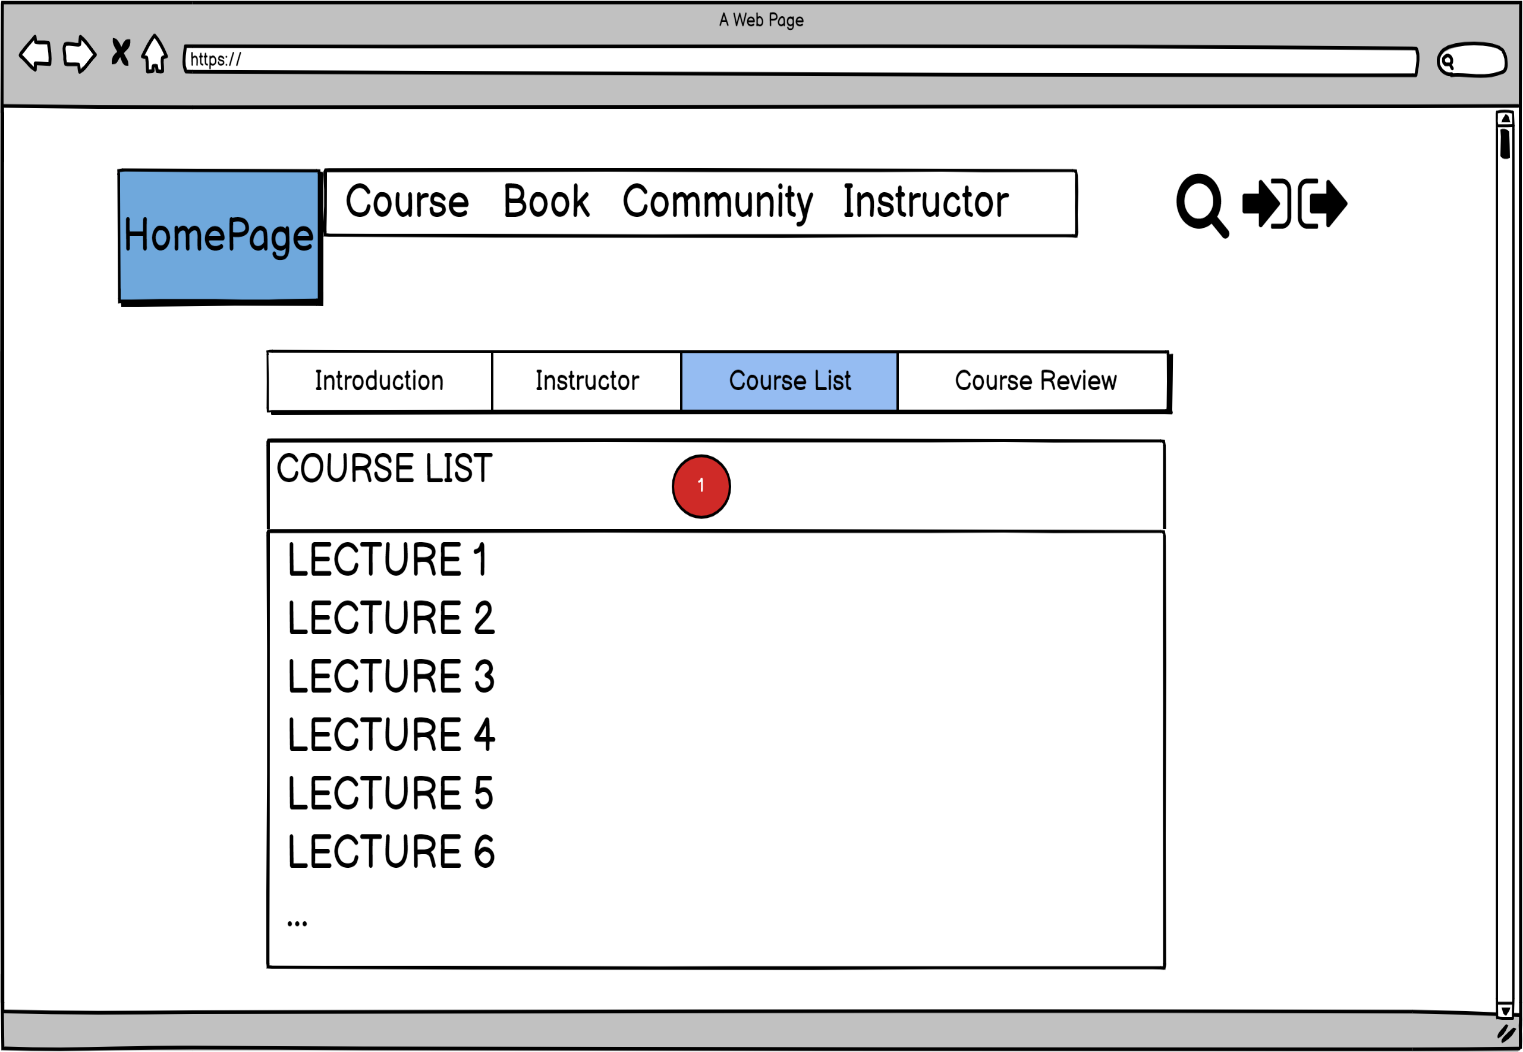 A Web Page
https://
HomePage
Course Book Community Instructor
Introduction Instructor Course List Course Review
COURSE LIST
1
LECTURE 1
LECTURE 2
LECTURE 3
LECTURE 4
LECTURE 5
LECTURE 6
...